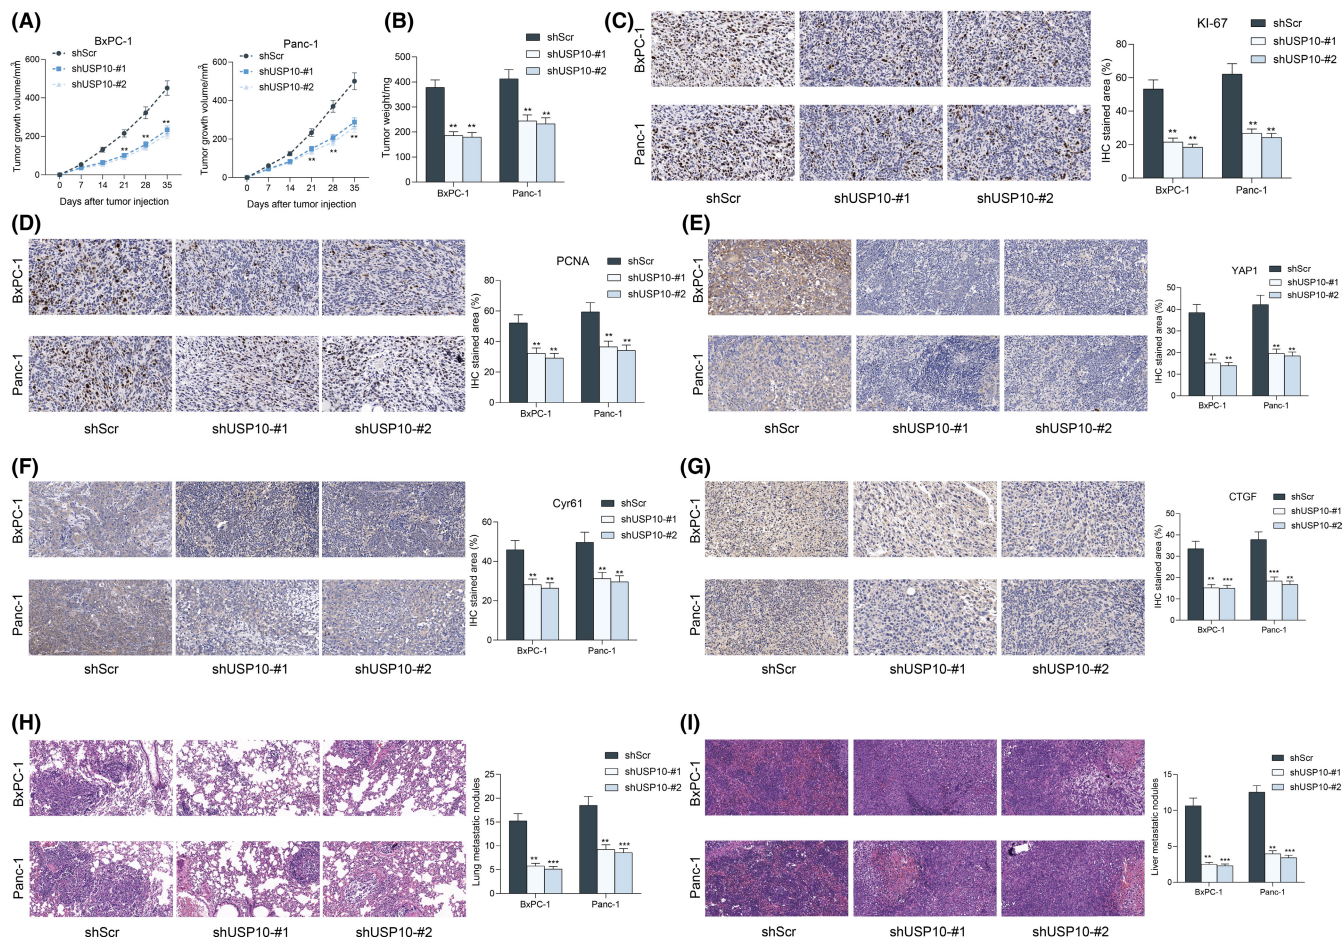 (A)
BxPC-1
shScr
shUSP10-#1
shUSP10-#2
Tumor growth volume/mm3
600
400
200
0
**
**
**
0 7 14 21 28 35
Days after tumor injection
Panc-1
shScr
shUSP10-#1
shUSP10-#2
Tumor growth volume/mm3
600
400
200
0
**
**
**
0 7 14 21 28 35
Days after tumor injection
(B)
shScr
shUSP10-#1
shUSP10-#2
Tumor weight/mg
500
400
300
200
100
0
** **
** **
BxPC-1 Panc-1
(C)
BxPC-1
Panc-1
shScr shUSP10-#1 shUSP10-#2
KI-67
shScr
shUSP10-#1
shUSP10-#2
IHC stained area (%)
80
60
40
20
0
** **
** **
BxPC-1 Panc-1
(D)
BxPC-1
Panc-1
shScr shUSP10-#1 shUSP10-#2
PCNA
shScr
shUSP10-#1
shUSP10-#2
IHC stained area (%)
80
60
40
20
0
** **
** **
BxPC-1 Panc-1
(E)
BxPC-1
Panc-1
shScr shUSP10-#1 shUSP10-#2
YAP1
shScr
shUSP10-#1
shUSP10-#2
IHC stained area (%)
50
40
30
20
10
0
** **
** **
BxPC-1 Panc-1
(F)
BxPC-1
Panc-1
shScr shUSP10-#1 shUSP10-#2
Cyr61
shScr
shUSP10-#1
shUSP10-#2
IHC stained area (%)
60
40
20
0
** **
** **
BxPC-1 Panc-1
(G)
BxPC-1
Panc-1
shScr shUSP10-#1 shUSP10-#2
CTGF
shScr
shUSP10-#1
shUSP10-#2
IHC stained area (%)
50
40
30
20
10
0
** ***
*** **
BxPC-1 Panc-1
(H)
BxPC-1
Panc-1
shScr shUSP10-#1 shUSP10-#2
shScr
shUSP10-#1
shUSP10-#2
Lung metastatic nodules
25
20
15
10
5
0
** ***
** ***
BxPC-1 Panc-1
(I)
BxPC-1
Panc-1
shScr shUSP10-#1 shUSP10-#2
shScr
shUSP10-#1
shUSP10-#2
Liver metastatic nodules
15
10
5
0
** ***
** ***
BxPC-1 Panc-1